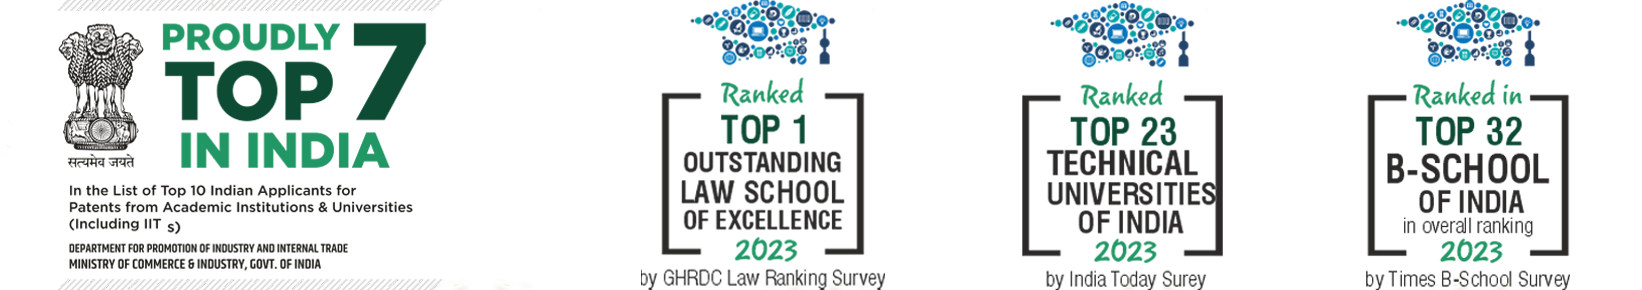 PROUDLY
TOP 7
IN INDIA
सत्यमेव जयते
In the List of Top 10 Indian Applicants for
Patents from Academic Institutions & Universities
(Including IIT s)
DEPARTMENT FOR PROMOTION OF INDUSTRY AND INTERNAL TRADE
MINISTRY OF COMMERCE & INDUSTRY, GOVT. OF INDIA
Ranked
TOP 1
OUTSTANDING
LAW SCHOOL
OF EXCELLENCE
2023
by GHRDC Law Ranking Survey
Ranked
TOP 23
TECHNICAL
UNIVERSITIES
OF INDIA
2023
by India Today Surey
Ranked in
TOP 32
B-SCHOOL
OF INDIA
in overall ranking
2023
by Times B-School Survey